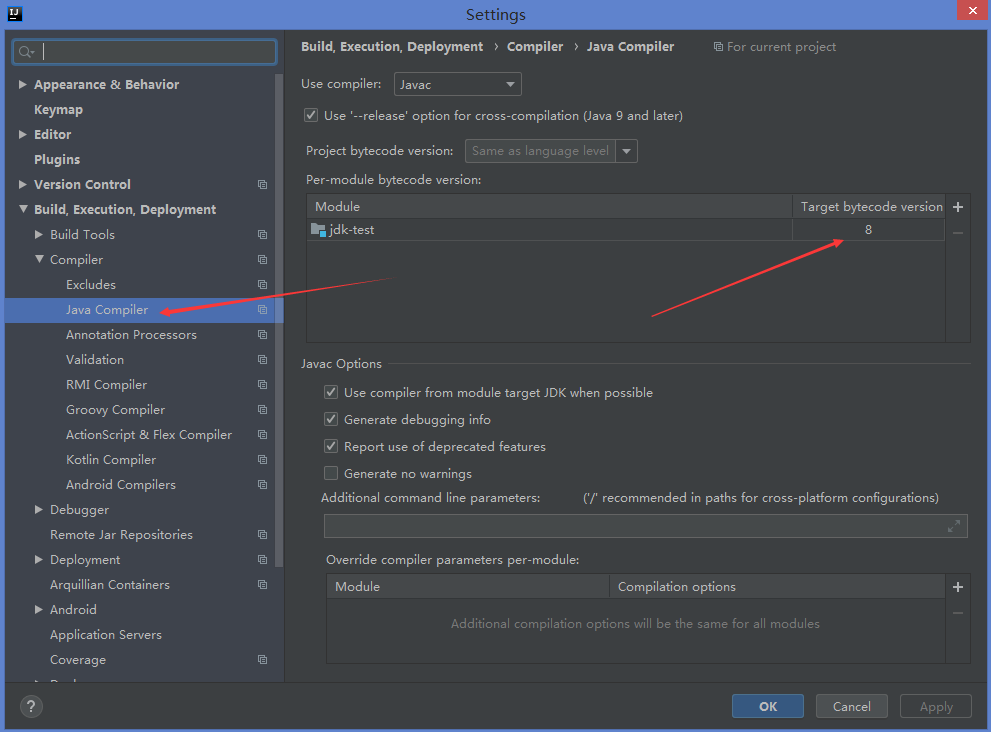 IJ
Settings
Appearance & Behavior
Keymap
Editor
Plugins
Version Control
Build, Execution, Deployment
Build Tools
Compiler
Excludes
Java Compiler
Annotation Processors
Validation
RMI Compiler
Groovy Compiler
ActionScript & Flex Compiler
Kotlin Compiler
Android Compilers
Debugger
Remote Jar Repositories
Deployment
Arquillian Containers
Android
Application Servers
Coverage
Build, Execution, Deployment › Compiler › Java Compiler For current project
Use compiler: Javac
Use '--release' option for cross-compilation (Java 9 and later)
Project bytecode version: Same as language level
Per-module bytecode version:
Module Target bytecode version
jdk-test 8
Javac Options
Use compiler from module target JDK when possible
Generate debugging info
Report use of deprecated features
Generate no warnings
Additional command line parameters: ('/' recommended in paths for cross-platform configurations)
Override compiler parameters per-module:
Module Compilation options
Additional compilation options will be the same for all modules
? OK Cancel Apply